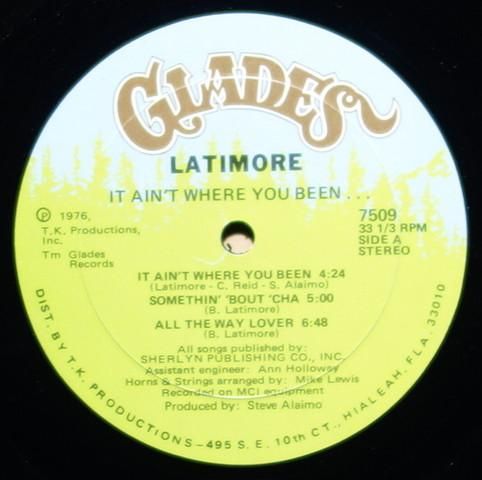 GLADES
LATIMORE
IT AIN'T WHERE YOU BEEN . . .
℗ 1976,
T.K. Productions,
Inc.
Tm Glades
Records
7509
33 1/3 RPM
SIDE A
STEREO
IT AIN'T WHERE YOU BEEN 4:24
(Latimore - C. Reid - S. Alaimo)
SOMETHIN' 'BOUT 'CHA 5:00
(B. Latimore)
ALL THE WAY LOVER 6:48
(B. Latimore)
All songs published by:
SHERLYN PUBLISHING CO., INC.
Assistant engineer: Ann Holloway
Horns & Strings arranged by: Mike Lewis
Recorded on MCI equipment
Produced by: Steve Alaimo
DIST. BY T.K. PRODUCTIONS—495 S. E. 10th CT., HIALEAH, FLA. 33010